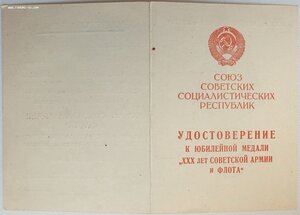 СОЮЗ
СОВЕТСКИХ
СОЦИАЛИСТИЧЕСКИХ
РЕСПУБЛИК
УДОСТОВЕРЕНИЕ
К ЮБИЛЕЙНОЙ МЕДАЛИ
„XXX ЛЕТ СОВЕТСКОЙ АРМИИ
И ФЛОТА“